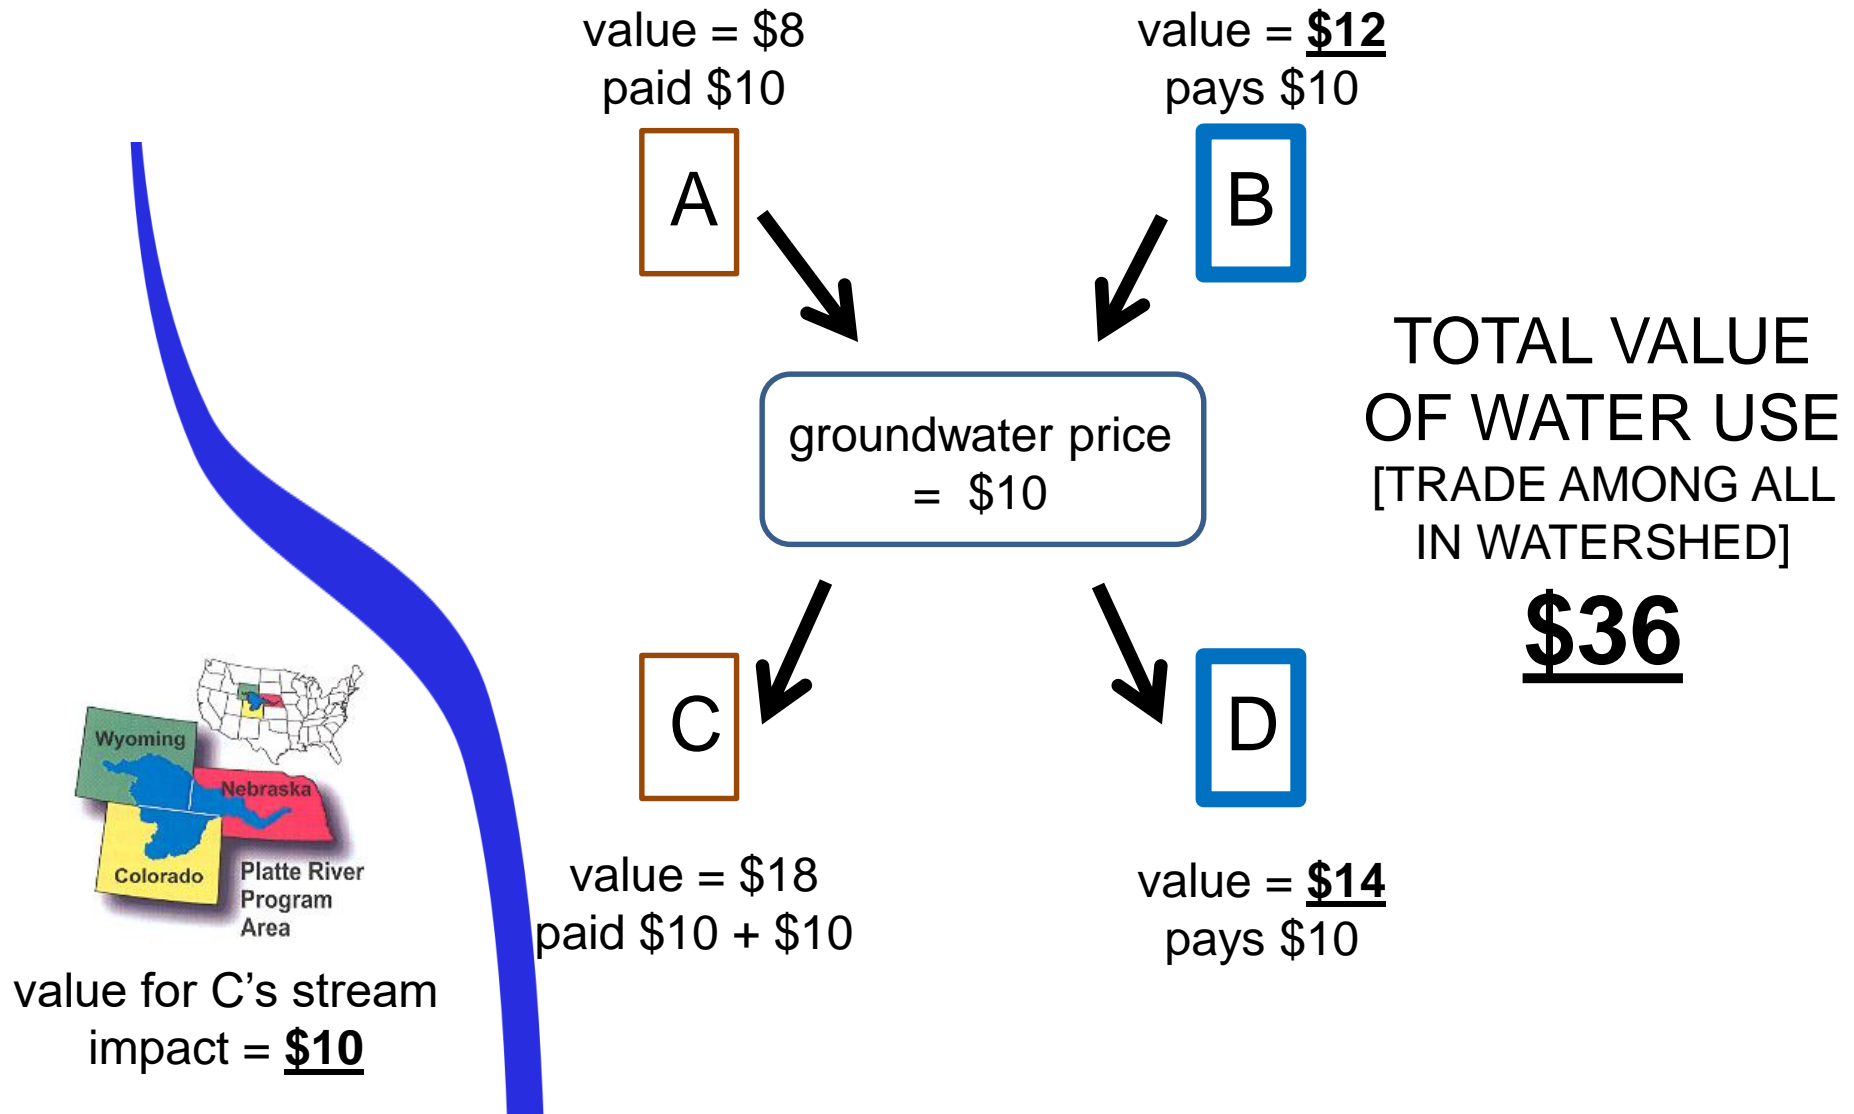 value = $8
paid $10
value = $12
pays $10
A
B
groundwater price
= $10
TOTAL VALUE
OF WATER USE
[TRADE AMONG ALL
IN WATERSHED]
$36
C
D
value = $18
paid $10 + $10
value = $14
pays $10
Wyoming
Nebraska
Colorado
Platte River
Program
Area
value for C’s stream
impact = $10